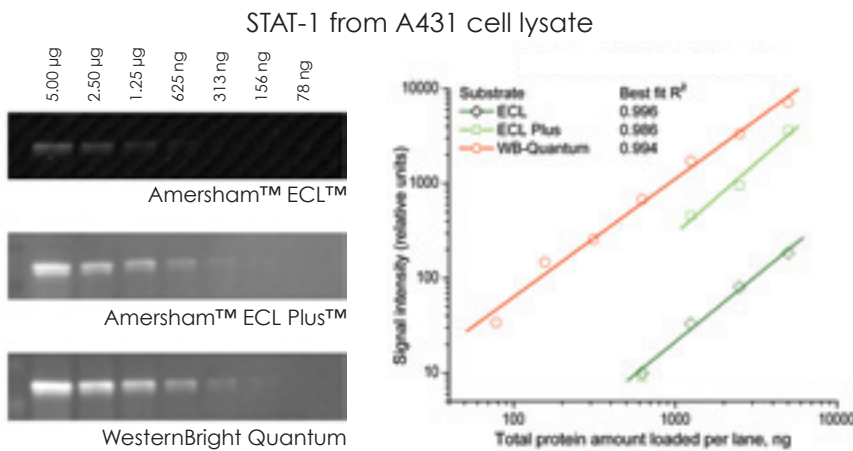 STAT-1 from A431 cell lysate
5.00 µg
2.50 µg
1.25 µg
625 ng
313 ng
156 ng
78 ng
Amersham™ ECL™
Amersham™ ECL Plus™
WesternBright Quantum
Substrate Best fit R²
ECL 0.996
ECL Plus 0.986
WB-Quantum 0.994
Signal intensity (relative units)
10000
1000
100
10
100 1000 10000
Total protein amount loaded per lane, ng